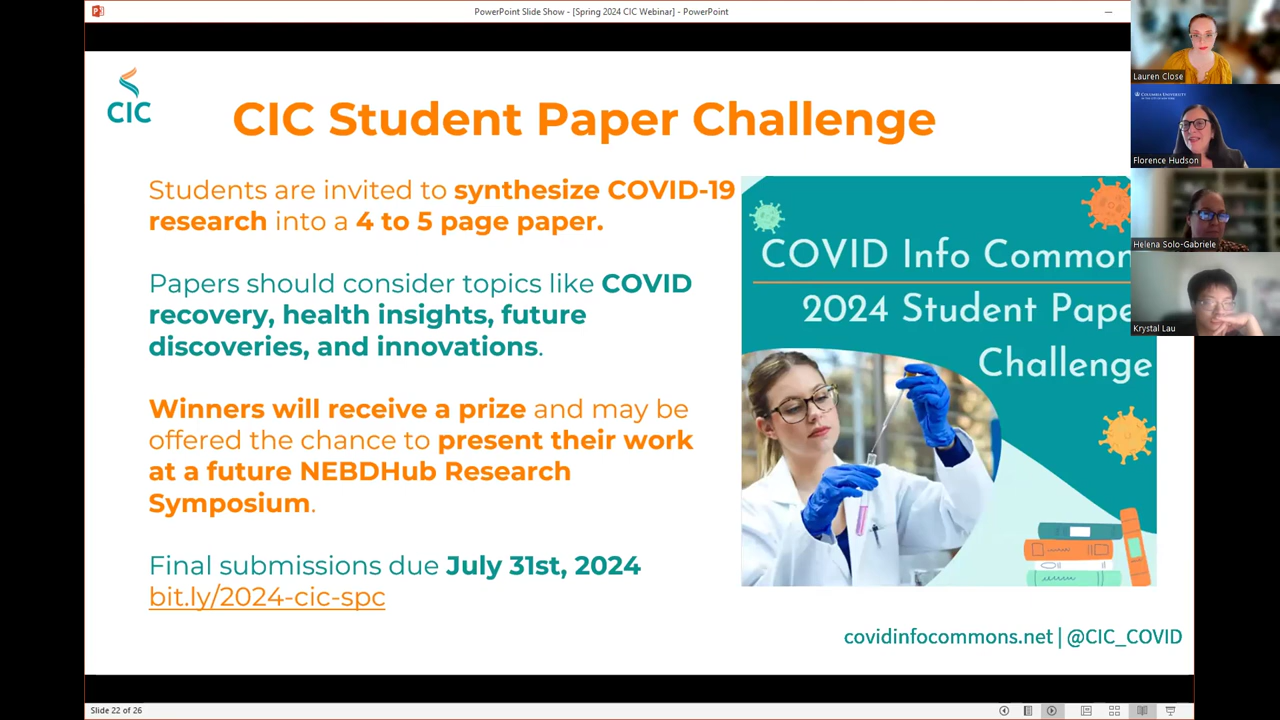 PowerPoint Slide Show - [Spring 2024 CIC Webinar] - PowerPoint
CIC
CIC Student Paper Challenge
Students are invited to synthesize COVID-19
research into a 4 to 5 page paper.
Papers should consider topics like COVID
recovery, health insights, future
discoveries, and innovations.
Winners will receive a prize and may be
offered the chance to present their work
at a future NEBDHub Research
Symposium.
Final submissions due July 31st, 2024
bit.ly/2024-cic-spc
COVID Info Common
2024 Student Pape
Challenge
covidinfocommons.net | @CIC_COVID
Lauren Close
COLUMBIA UNIVERSITY
Florence Hudson
Helena Solo-Gabriele
Krystal Lau
Slide 22 of 26